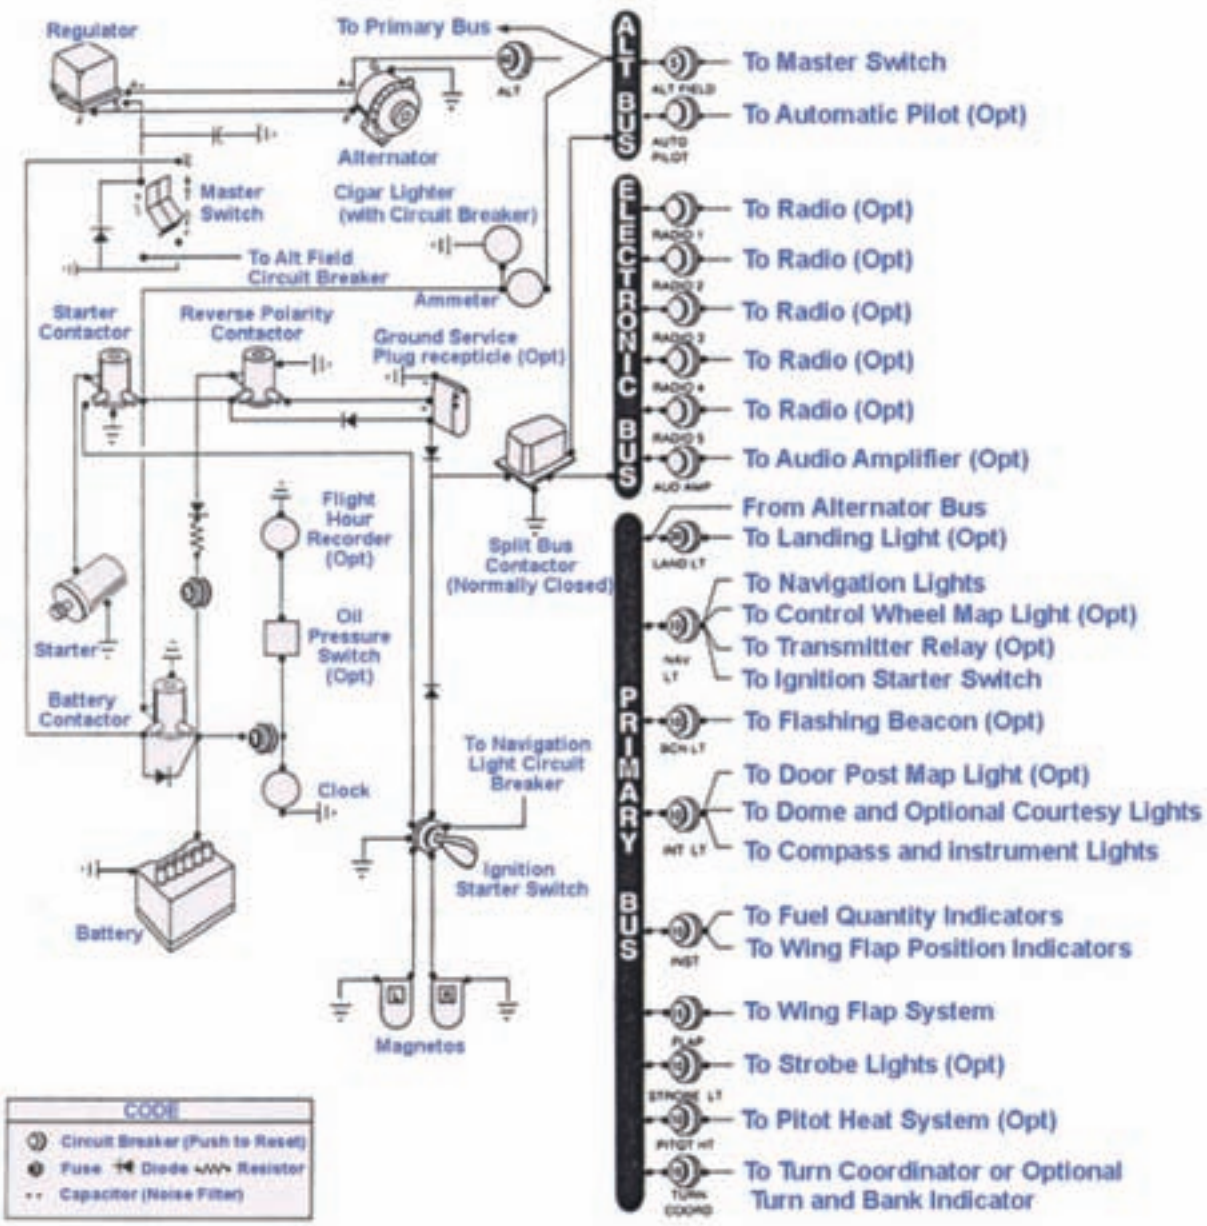 Regulator
To Primary Bus
ALT
Alternator
Master
Switch
Cigar Lighter
(with Circuit Breaker)
To Alt Field
Circuit Breaker
Ammeter
Starter
Contactor
Reverse Polarity
Contactor
Ground Service
Plug recepticle (Opt)
Flight
Hour
Recorder
(Opt)
Split Bus
Contactor
(Normally Closed)
Oil
Pressure
Switch
(Opt)
Starter
Battery
Contactor
To Navigation
Light Circuit
Breaker
Clock
Ignition
Starter Switch
Battery
L
R
Magnetos
ALT BUS
5
ALT FIELD
To Master Switch
AUTO
PILOT
To Automatic Pilot (Opt)
ELECTRONIC BUS
RADIO 1
To Radio (Opt)
RADIO 2
To Radio (Opt)
RADIO 3
To Radio (Opt)
RADIO 4
To Radio (Opt)
RADIO 5
To Radio (Opt)
AUD AMP
To Audio Amplifier (Opt)
PRIMARY BUS
From Alternator Bus
LAND LT
To Landing Light (Opt)
10
NAV
LT
To Navigation Lights
To Control Wheel Map Light (Opt)
To Transmitter Relay (Opt)
To Ignition Starter Switch
10
BCN LT
To Flashing Beacon (Opt)
10
INT LT
To Door Post Map Light (Opt)
To Dome and Optional Courtesy Lights
To Compass and instrument Lights
10
INST
To Fuel Quantity Indicators
To Wing Flap Position Indicators
FLAP
To Wing Flap System
STROBE LT
To Strobe Lights (Opt)
10
PITOT HT
To Pitot Heat System (Opt)
10
TURN
COORD
To Turn Coordinator or Optional
Turn and Bank Indicator
CODE
Circuit Breaker (Push to Reset)
Fuse Diode Resistor
Capacitor (Noise Filter)